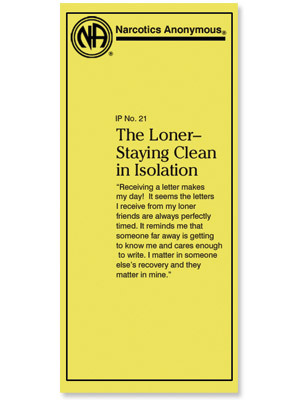 NA
Narcotics Anonymous®
IP No. 21
The Loner–
Staying Clean
in Isolation
“Receiving a letter makes
my day! It seems the letters
I receive from my loner
friends are always perfectly
timed. It reminds me that
someone far away is getting
to know me and cares enough
to write. I matter in someone
else’s recovery and they
matter in mine.”